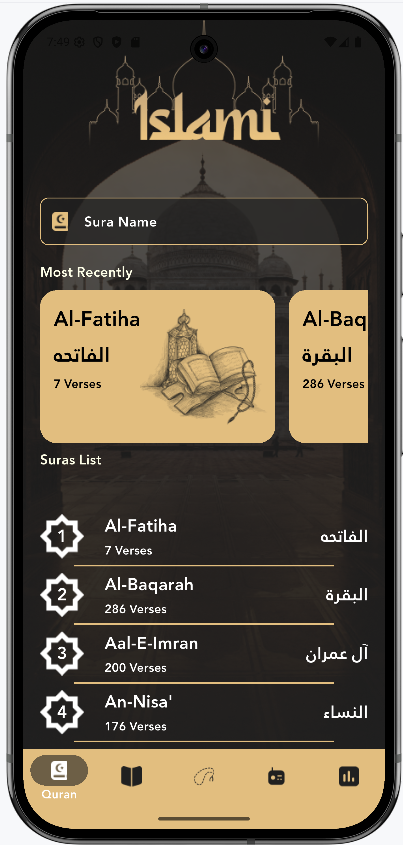 7:49
Islami
Sura Name
Most Recently
Al-Fatiha
الفاتحه
7 Verses
Al-Baq
البقرة
286 Verses
Suras List
1 Al-Fatiha الفاتحه
7 Verses
2 Al-Baqarah البقرة
286 Verses
3 Aal-E-Imran آل عمران
200 Verses
4 An-Nisa' النساء
176 Verses
Quran